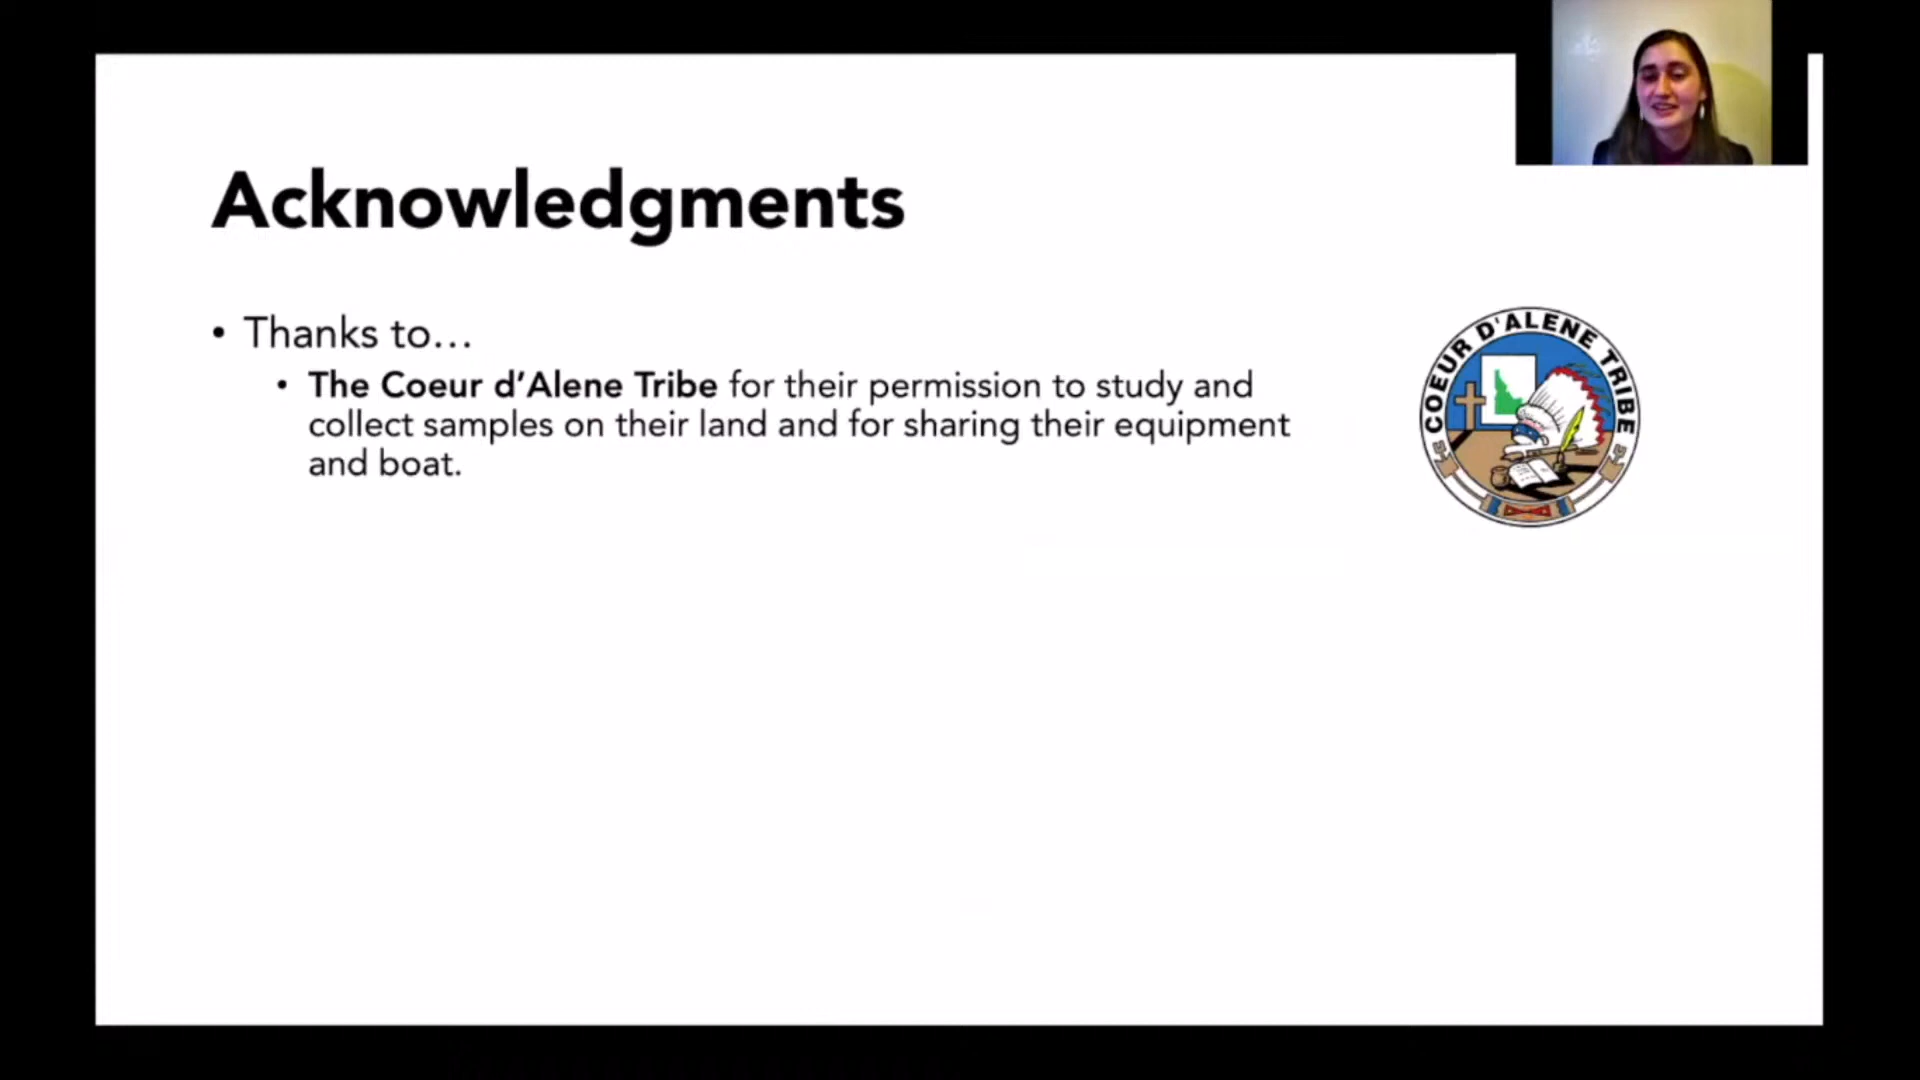 Acknowledgments
• Thanks to…
• The Coeur d’Alene Tribe for their permission to study and
collect samples on their land and for sharing their equipment
and boat.
COEUR D'ALENE TRIBE